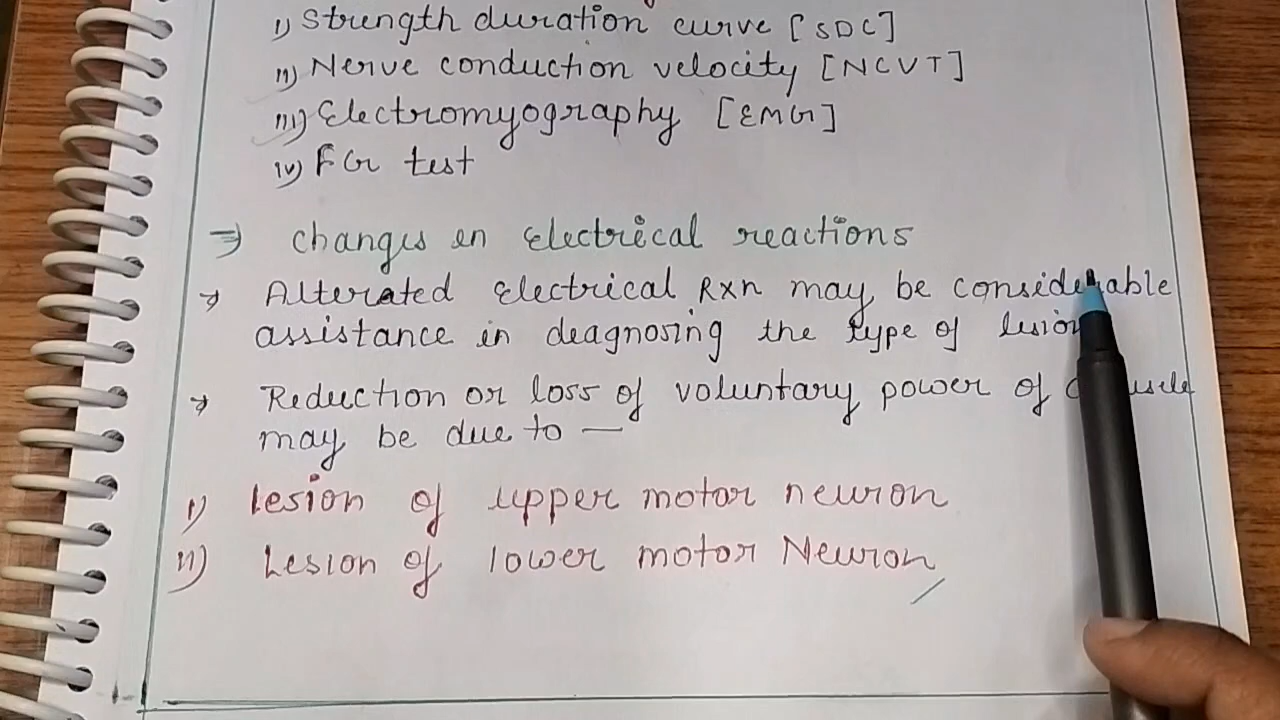 i) Strength duration curve [SDC]
ii) Nerve conduction velocity [NCVT]
iii) Electromyography [EMG]
iv) FG test
⇒ Changes in Electrical reactions
→ Alterated electrical Rxn may be considerable
assistance in deagnosing the type of lesion
→ Reduction or loss of voluntary power of
may be due to —
i) Lesion of upper motor neuron
ii) Lesion of lower motor Neuron